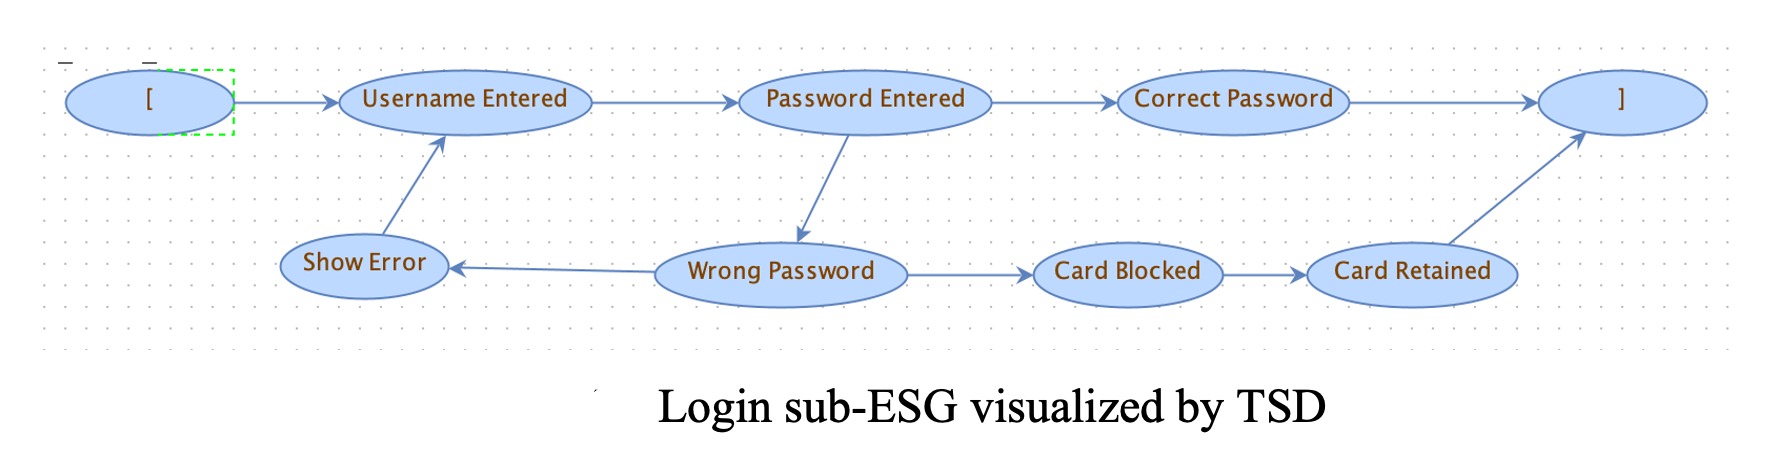 [
Username Entered
Password Entered
Correct Password
]
Show Error
Wrong Password
Card Blocked
Card Retained
Login sub-ESG visualized by TSD